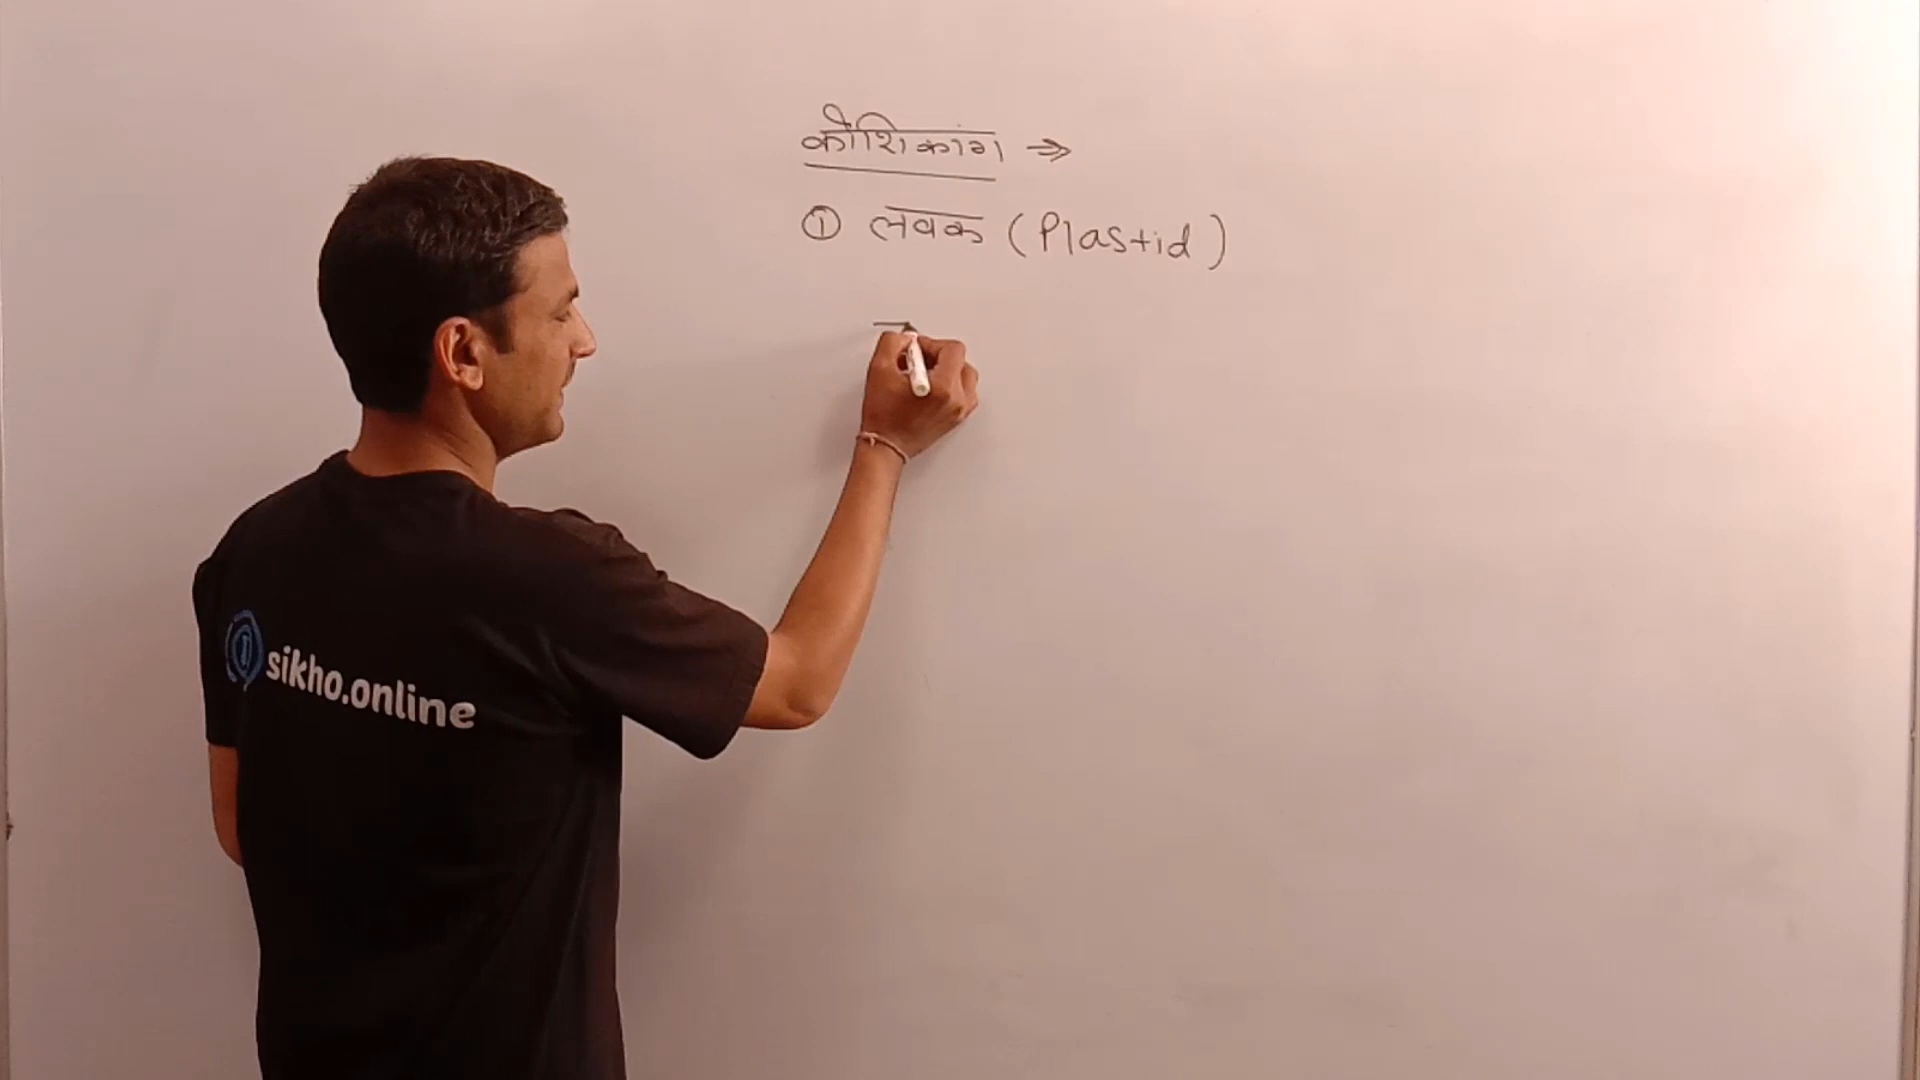 कोशिकांग →
① लवक (Plastid)
sikho.online